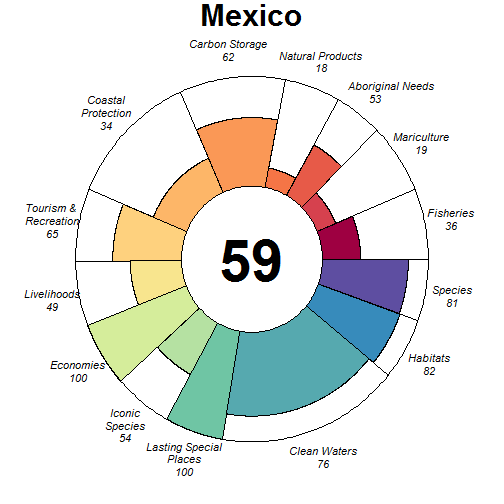 Mexico
Carbon Storage
62
Natural Products
18
Aboriginal Needs
53
Mariculture
19
Fisheries
36
Species
81
Habitats
82
Clean Waters
76
Lasting Special
Places
100
Iconic
Species
54
Economies
100
Livelihoods
49
Tourism &
Recreation
65
Coastal
Protection
34
59